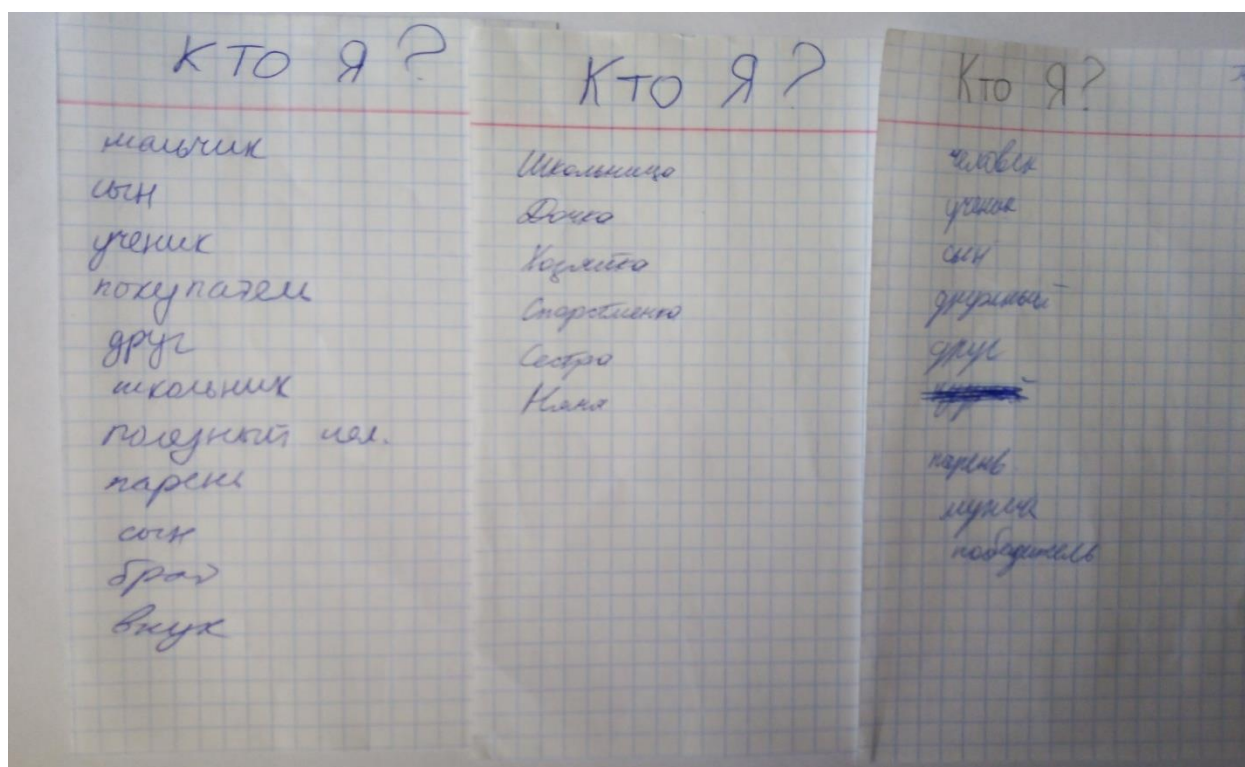 КТО Я?
мальчик
сын
ученик
покупатель
друг
школьник
полезный чел.
парень
сын
брат
внук
Кто Я?
Школьница
Дочка
Хозяйка
Спортсменка
Сестра
Няня
Кто Я?
человек
ученик
сын
дружный
друг
парень
победитель